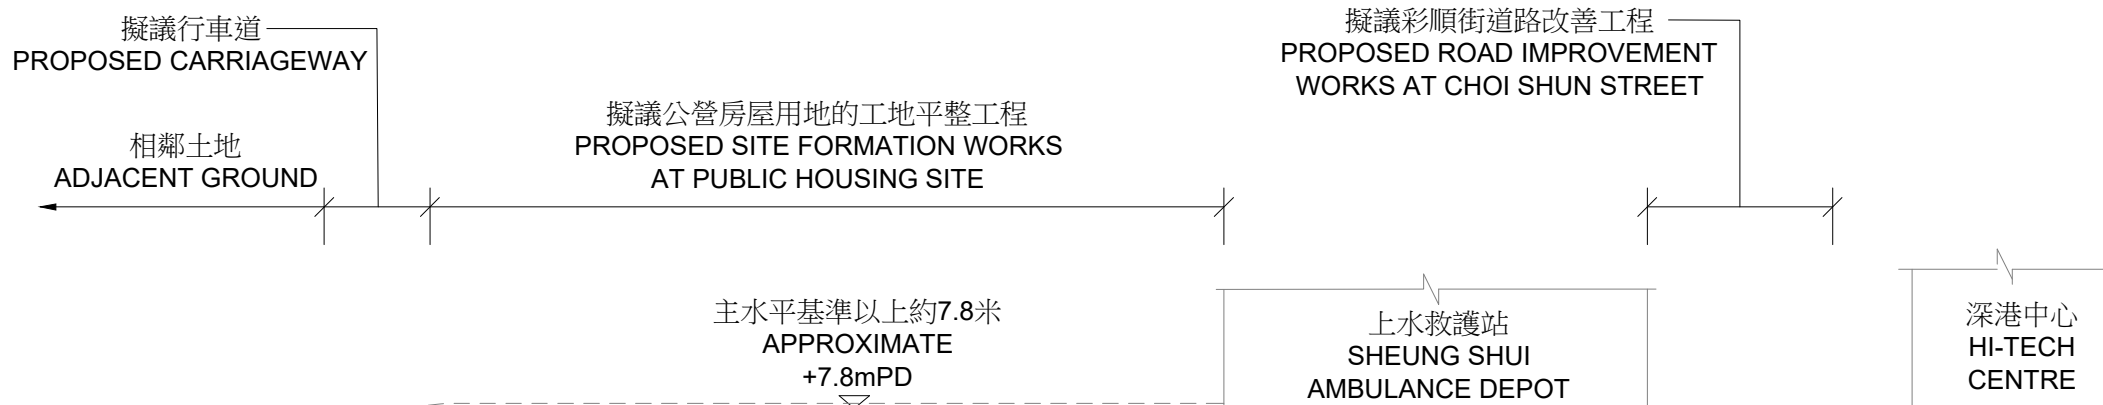 擬議行車道
PROPOSED CARRIAGEWAY
相鄰土地
ADJACENT GROUND
擬議公營房屋用地的工地平整工程
PROPOSED SITE FORMATION WORKS
AT PUBLIC HOUSING SITE
擬議彩順街道路改善工程
PROPOSED ROAD IMPROVEMENT
WORKS AT CHOI SHUN STREET
主水平基準以上約7.8米
APPROXIMATE
+7.8mPD
上水救護站
SHEUNG SHUI
AMBULANCE DEPOT
深港中心
HI-TECH
CENTRE